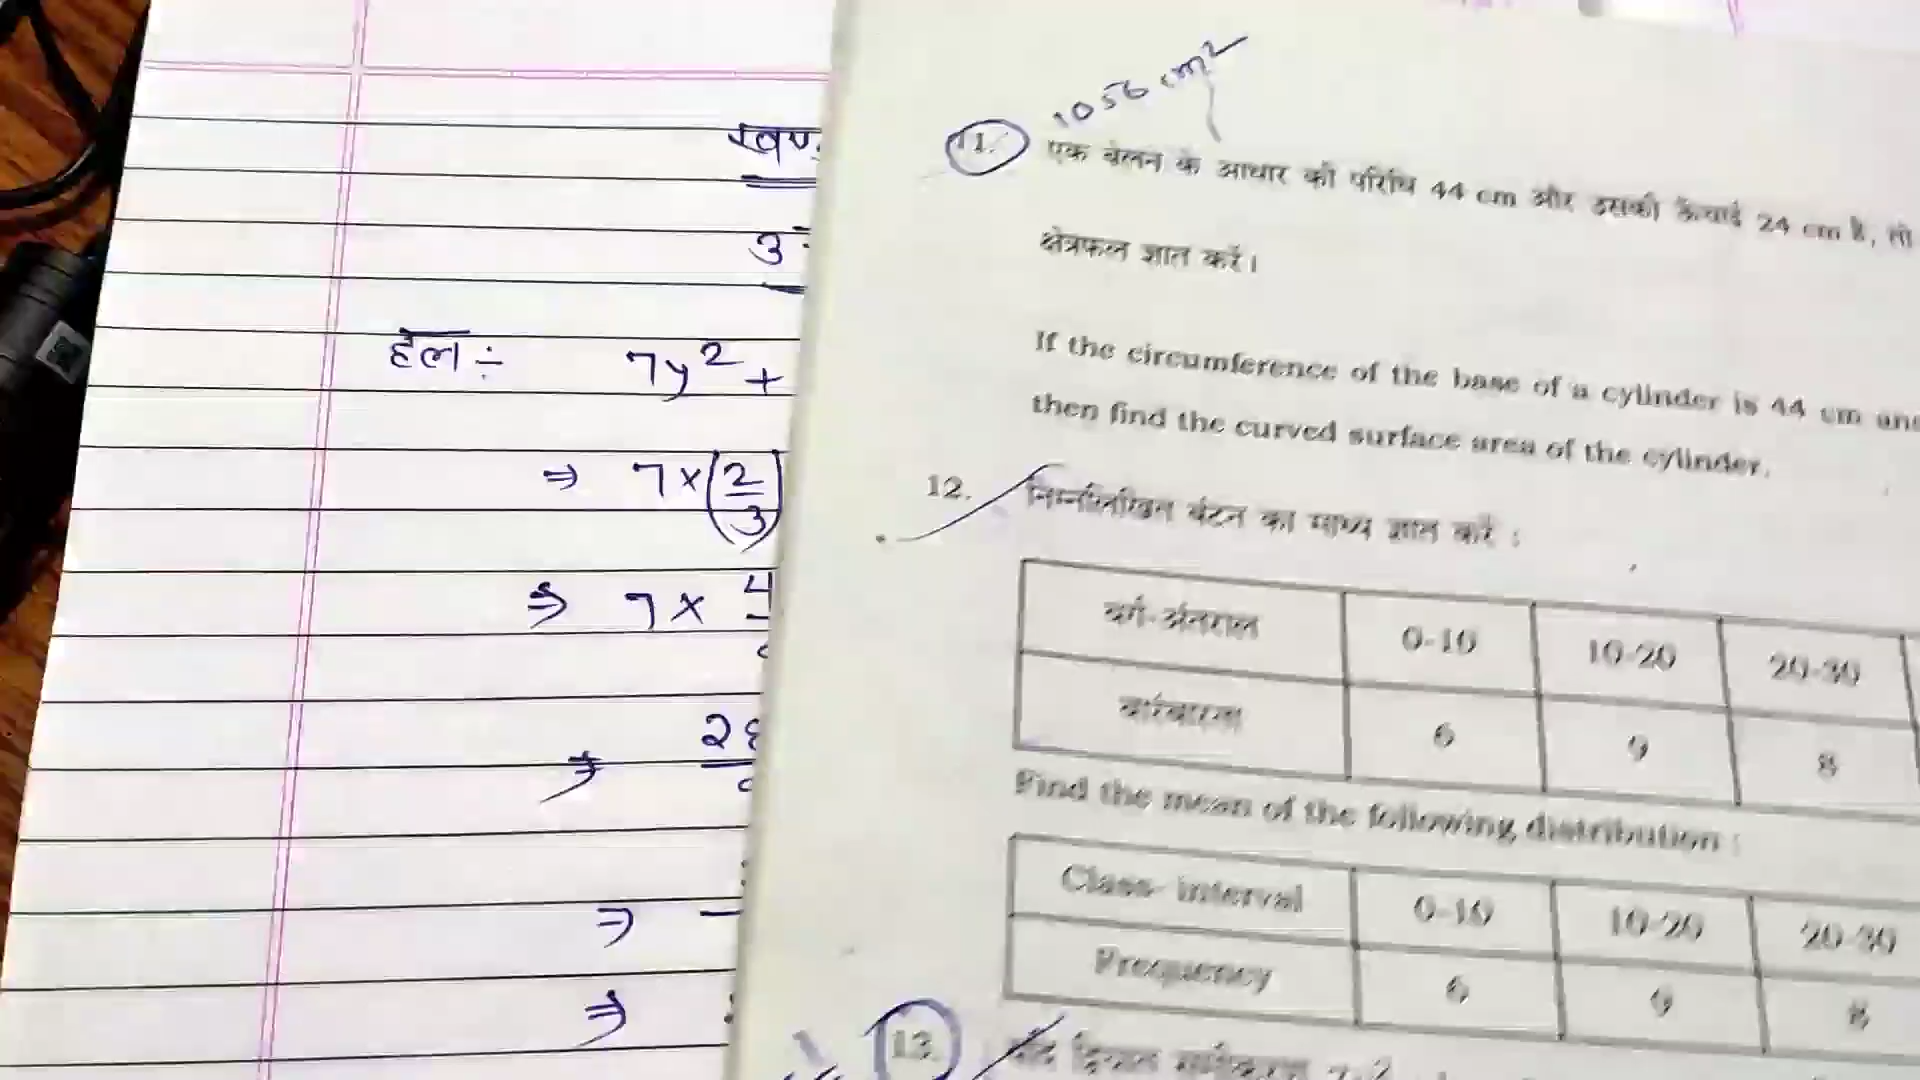 खण
3
हल ÷ 7y² +
⇒ 7 × (2/3)
⇒ 7 × 4
⇒ 28
⇒
⇒
1056 cm²
11. एक बेलन के आधार की परिधि 44 cm और उसकी ऊँचाई 24 cm है, तो
क्षेत्रफल ज्ञात करें।
If the circumference of the base of a cylinder is 44 cm and
then find the curved surface area of the cylinder.
12. निम्नलिखित बंटन का माध्य ज्ञात करें :
वर्ग-अंतराल 0-10 10-20 20-30
बारंबारता 6 9 8
Find the mean of the following distribution :
Class-interval 0-10 10-20 20-30
Frequency 6 9 8
13. द्विघात समीकरण